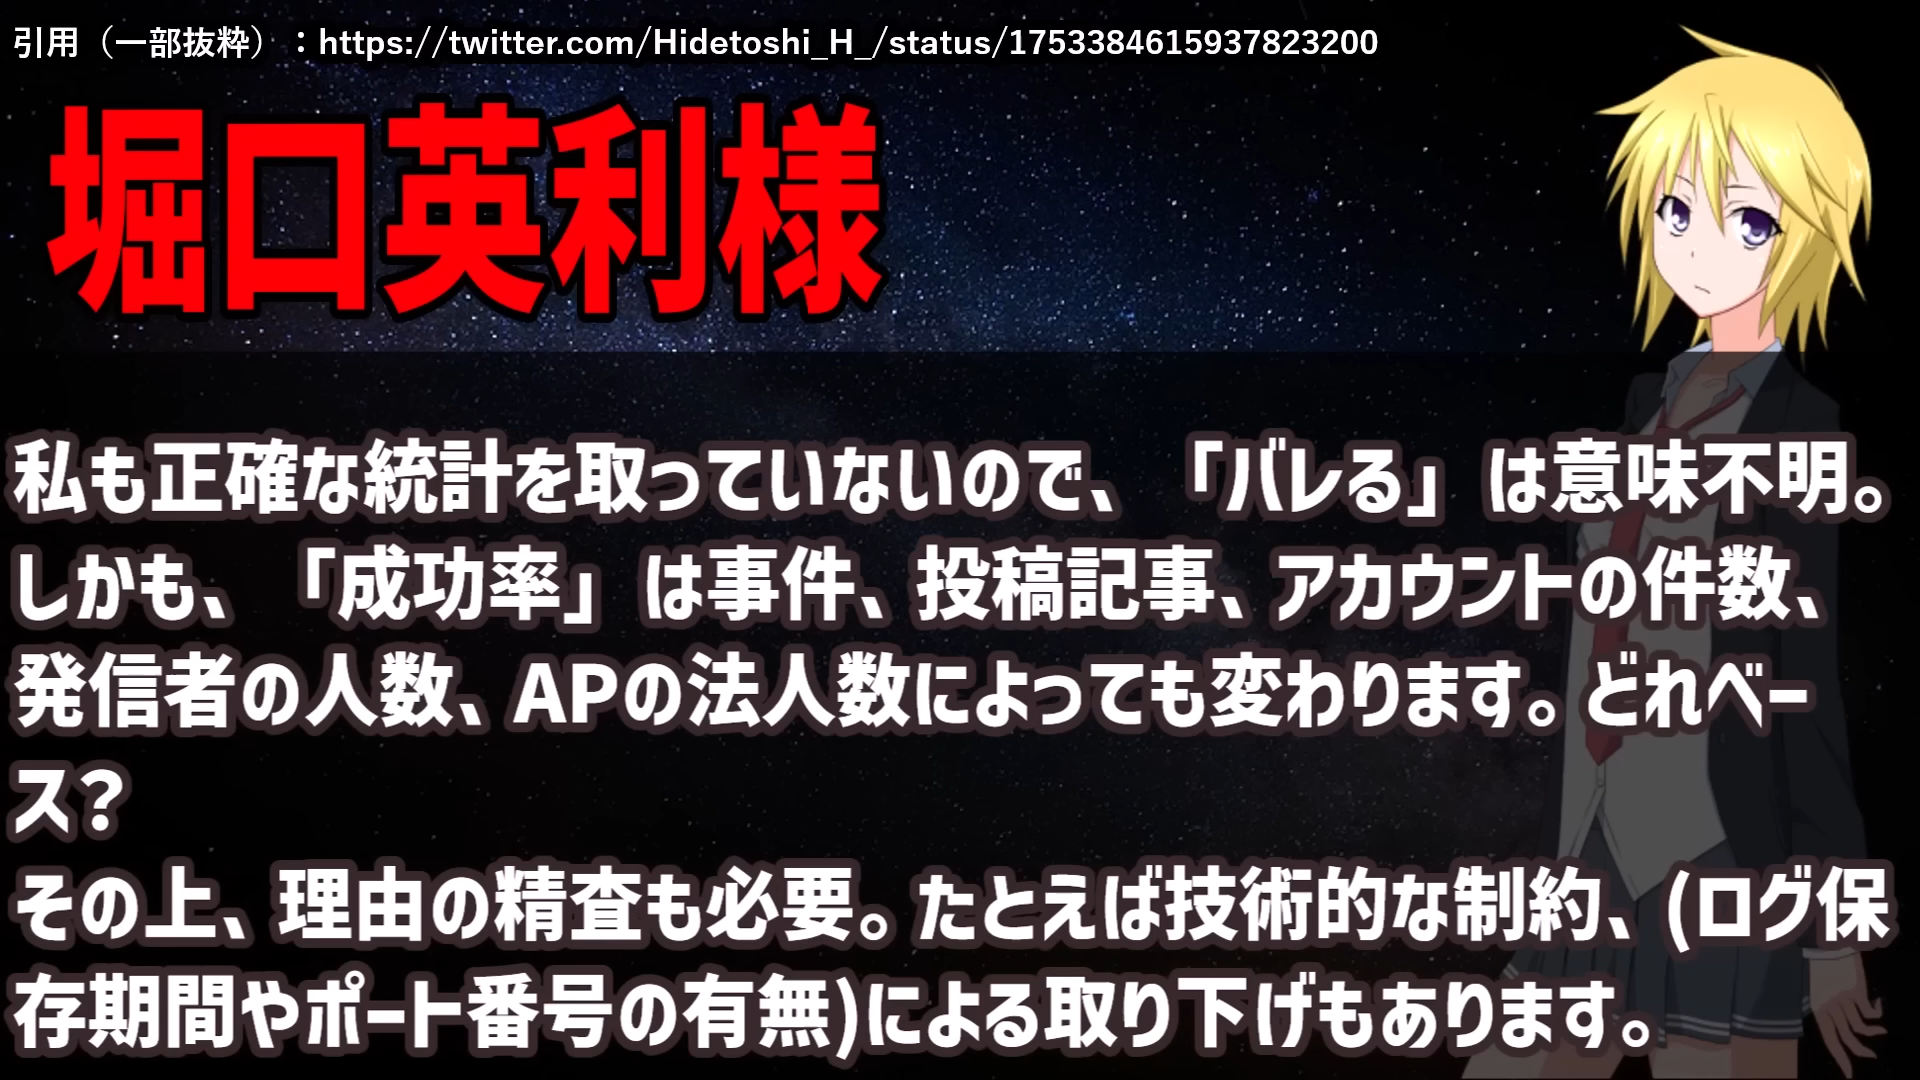 引用（一部抜粋）：https://twitter.com/Hidetoshi_H_/status/1753384615937823200
堀口英利様
私も正確な統計を取っていないので、「バレる」は意味不明。
しかも、「成功率」は事件、投稿記事、アカウントの件数、
発信者の人数、APの法人数によっても変わります。どれベー
ス？
その上、理由の精査も必要。たとえば技術的な制約、(ログ保
存期間やポート番号の有無)による取り下げもあります。